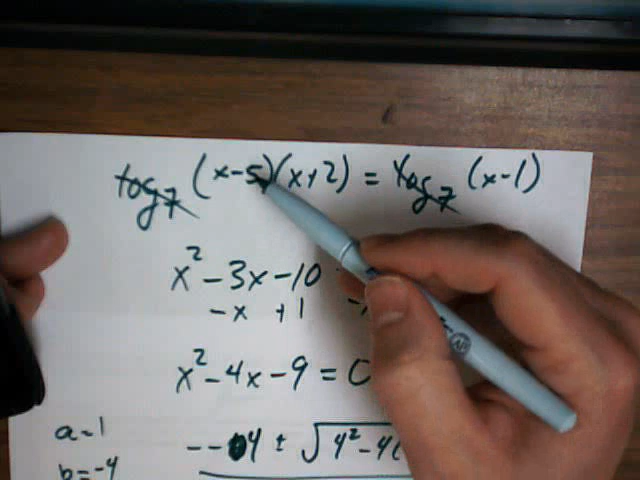 log₇ (x-5)(x+2) = log₇ (x-1)
x² - 3x - 10
- x + 1
x² - 4x - 9 = 0
a = 1
b = -4
- -4 ± √4² - 4(